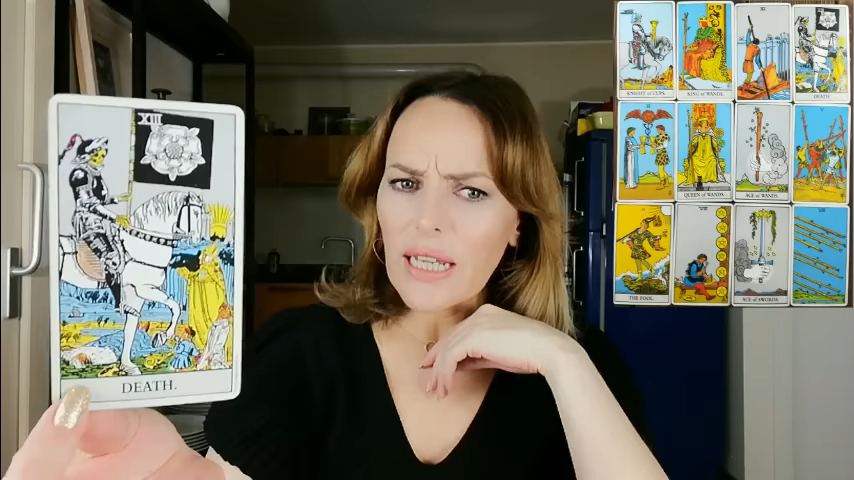 XIII
DEATH.
KNIGHT of CUPS.
KING of WANDS.
DEATH.
QUEEN of WANDS.
ACE of WANDS.
THE FOOL.
ACE of SWORDS.